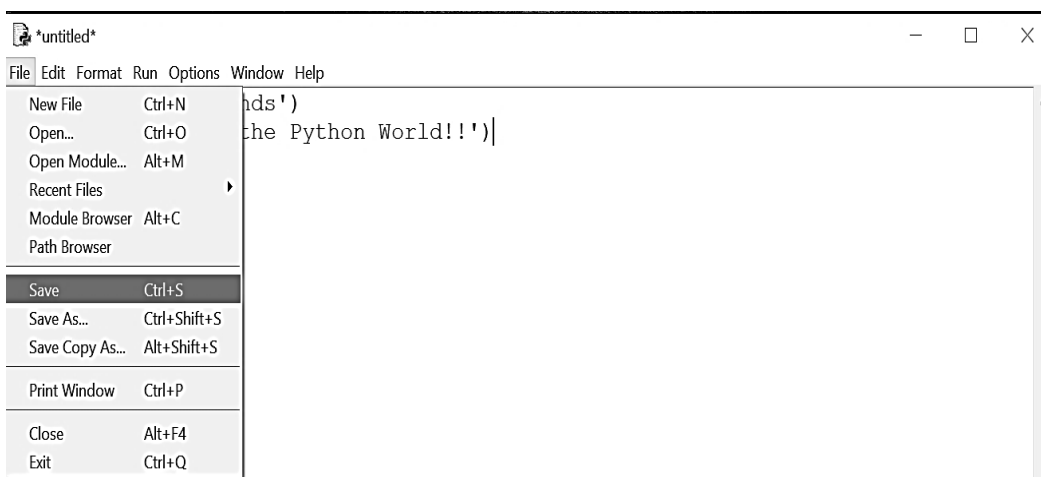 *untitled*
File Edit Format Run Options Window Help
New File Ctrl+N
Open... Ctrl+O
Open Module... Alt+M
Recent Files
Module Browser Alt+C
Path Browser
Save Ctrl+S
Save As... Ctrl+Shift+S
Save Copy As... Alt+Shift+S
Print Window Ctrl+P
Close Alt+F4
Exit Ctrl+Q
nds')
the Python World!!')